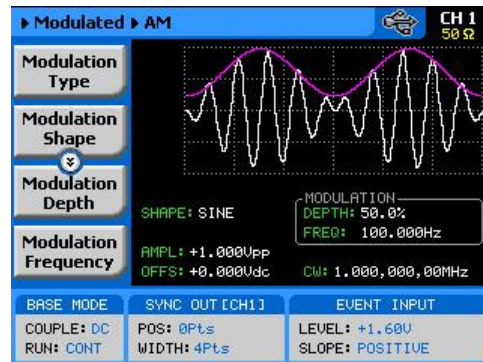 Modulated AM
CH 1
50 Ω
Modulation
Type
Modulation
Shape
Modulation
Depth
Modulation
Frequency
SHAPE: SINE
AMPL: +1.000Vpp
OFFS: +0.000Vdc
MODULATION
DEPTH: 50.0%
FREQ: 100.000Hz
CW: 1.000,000,00MHz
BASE MODE
COUPLE: DC
RUN: CONT
SYNC OUT [CH1]
POS: 0Pts
WIDTH: 4Pts
EVENT INPUT
LEVEL: +1.60V
SLOPE: POSITIVE